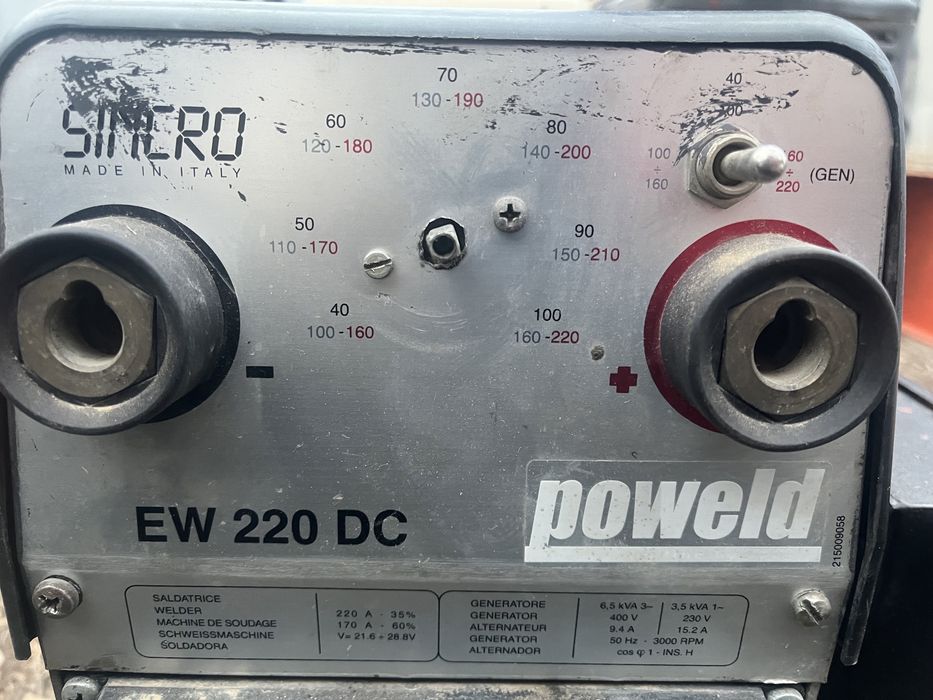 SINCRO
MADE IN ITALY
70
130 - 190
60
120 - 180
80
140 - 200
50
110 - 170
90
150 - 210
40
100 - 160
100
160 - 220
40
100
100
÷
160
160
÷
220
(GEN)
-
+
EW 220 DC
poweld
215009058
SALDATRICE
WELDER
MACHINE DE SOUDAGE
SCHWEISSMASCHINE
SOLDADORA
220 A - 35%
170 A - 60%
V= 21.6 ÷ 28.8V
GENERATORE
GENERATOR
ALTERNATEUR
GENERATOR
ALTERNADOR
6,5 kVA 3~ 3,5 kVA 1~
400 V 230 V
9.4 A 15.2 A
50 Hz - 3000 RPM
cos φ 1 - INS. H